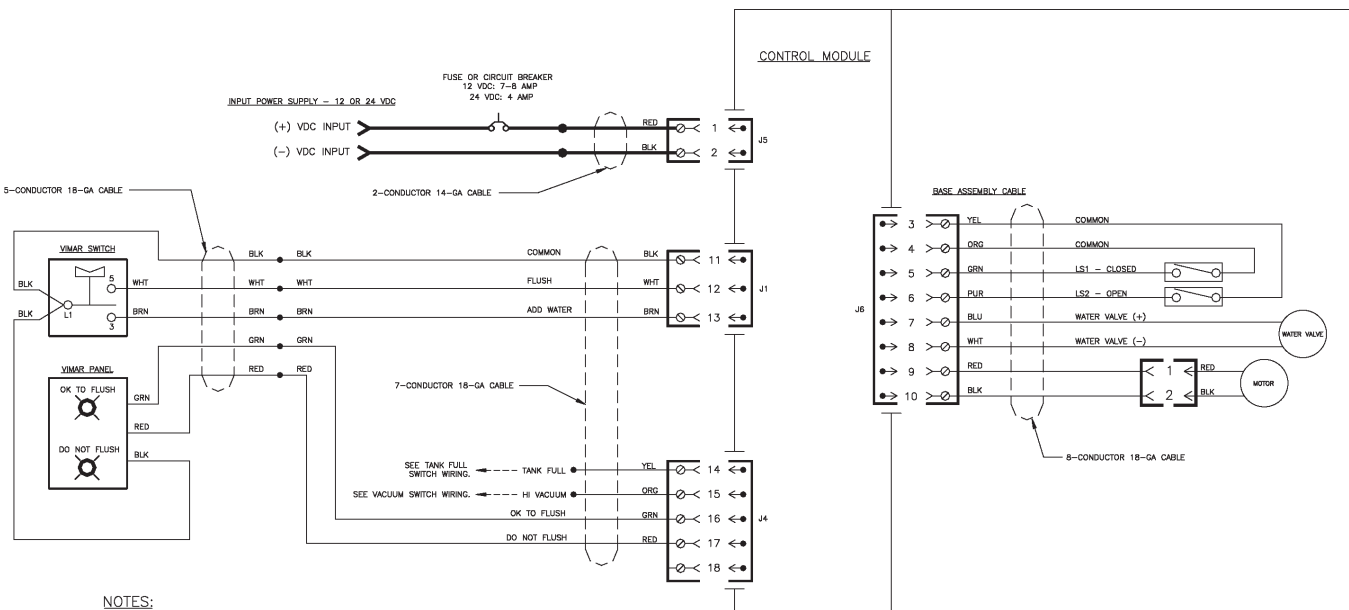 CONTROL MODULE
FUSE OR CIRCUIT BREAKER
12 VDC: 7-8 AMP
24 VDC: 4 AMP
INPUT POWER SUPPLY - 12 OR 24 VDC
(+) VDC INPUT
RED
1
(-) VDC INPUT
BLK
2
J5
2-CONDUCTOR 14-GA CABLE
5-CONDUCTOR 18-GA CABLE
VIMAR SWITCH
BLK
BLK
L1
5
3
WHT
BRN
BLK BLK COMMON BLK 11
WHT WHT FLUSH WHT 12
BRN BRN ADD WATER BRN 13
J1
GRN GRN
RED RED
VIMAR PANEL
OK TO FLUSH
GRN
RED
DO NOT FLUSH
BLK
7-CONDUCTOR 18-GA CABLE
SEE TANK FULL
SWITCH WIRING.
TANK FULL YEL 14
SEE VACUUM SWITCH WIRING. HI VACUUM ORG 15
OK TO FLUSH GRN 16
DO NOT FLUSH RED 17
18
J4
BASE ASSEMBLY CABLE
3 YEL COMMON
4 ORG COMMON
5 GRN LS1 - CLOSED
6 PUR LS2 - OPEN
7 BLU WATER VALVE (+)
8 WHT WATER VALVE (-)
9 RED
10 BLK
J6
WATER VALVE
1 RED
2 BLK
MOTOR
8-CONDUCTOR 18-GA CABLE
NOTES: